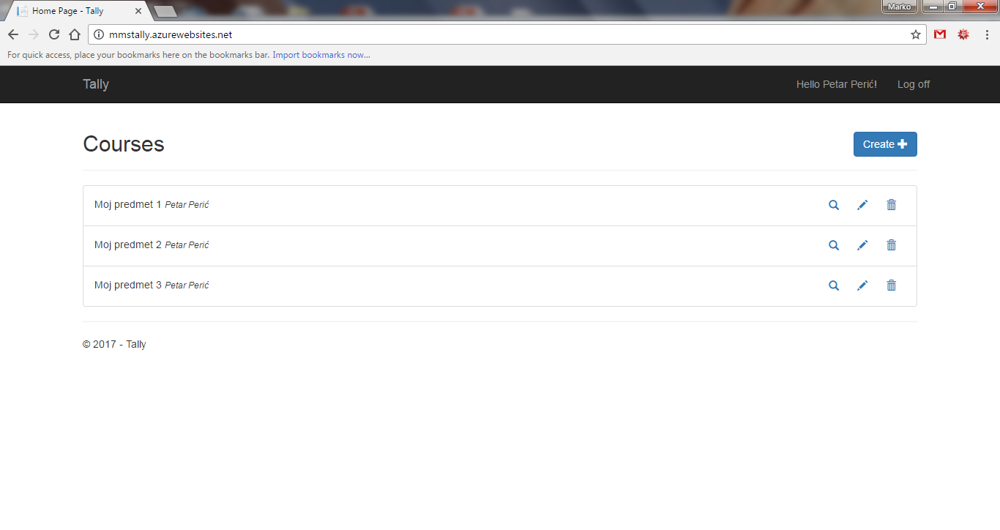 Home Page - Tally
Marko
mmstally.azurewebsites.net
For quick access, place your bookmarks here on the bookmarks bar. Import bookmarks now...
Tally
Hello Petar Perić!
Log off
Courses
Create
Moj predmet 1 Petar Perić
Moj predmet 2 Petar Perić
Moj predmet 3 Petar Perić
© 2017 - Tally